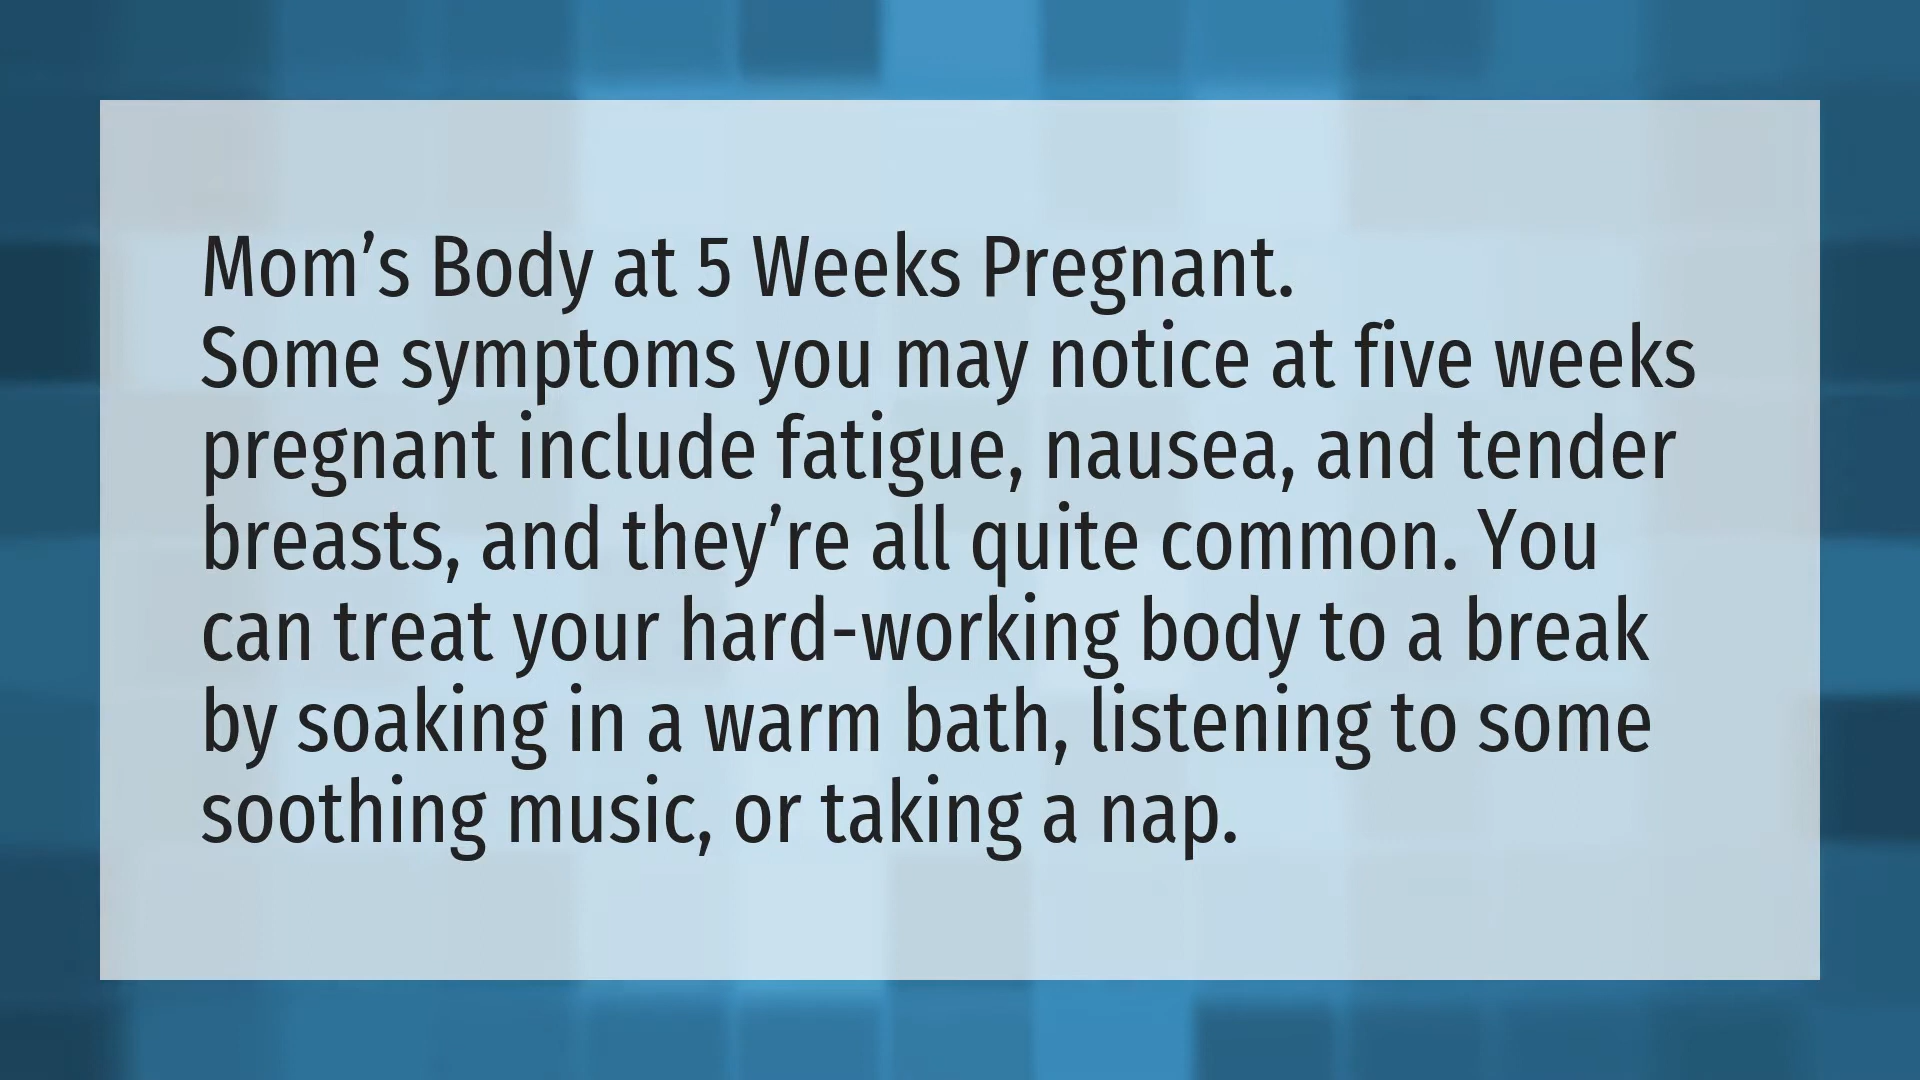 Mom’s Body at 5 Weeks Pregnant.
Some symptoms you may notice at five weeks
pregnant include fatigue, nausea, and tender
breasts, and they’re all quite common. You
can treat your hard-working body to a break
by soaking in a warm bath, listening to some
soothing music, or taking a nap.